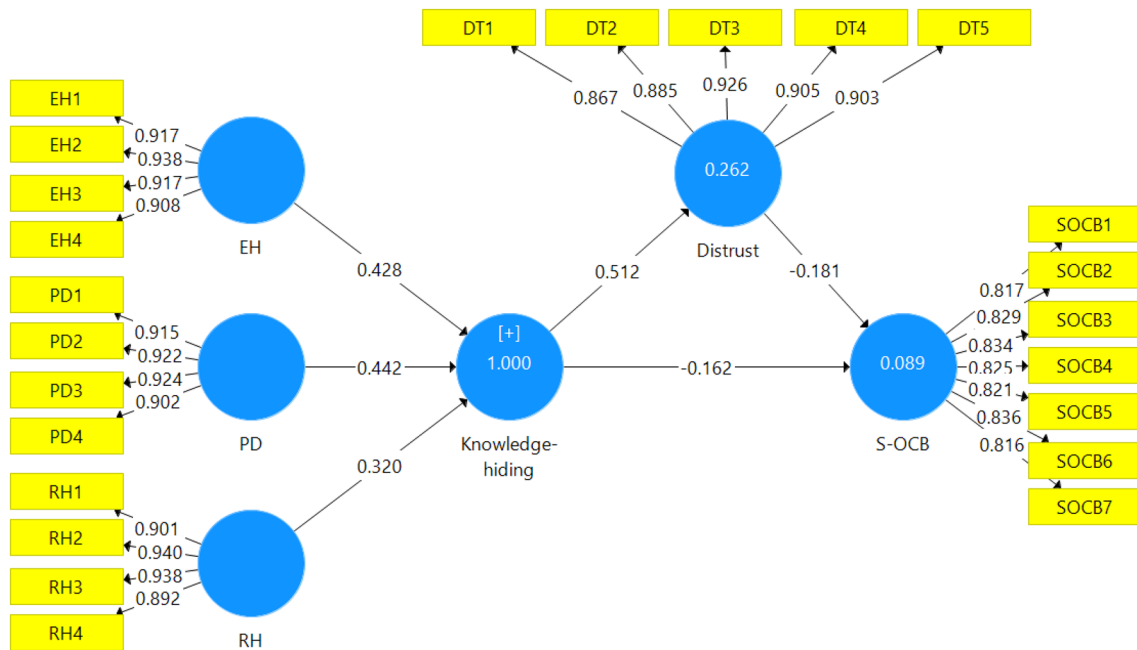 DT1
DT2
DT3
DT4
DT5
0.867
0.885
0.926
0.905
0.903
EH1
EH2
EH3
EH4
0.917
0.938
0.917
0.908
EH
0.428
0.262
Distrust
0.512
-0.181
PD1
PD2
PD3
PD4
0.915
0.922
0.924
0.902
PD
0.442
[+]
1.000
Knowledge-
hiding
-0.162
0.089
S-OCB
SOCB1
SOCB2
SOCB3
SOCB4
SOCB5
SOCB6
SOCB7
0.817
0.829
0.834
0.825
0.821
0.836
0.816
RH1
RH2
RH3
RH4
0.901
0.940
0.938
0.892
RH
0.320